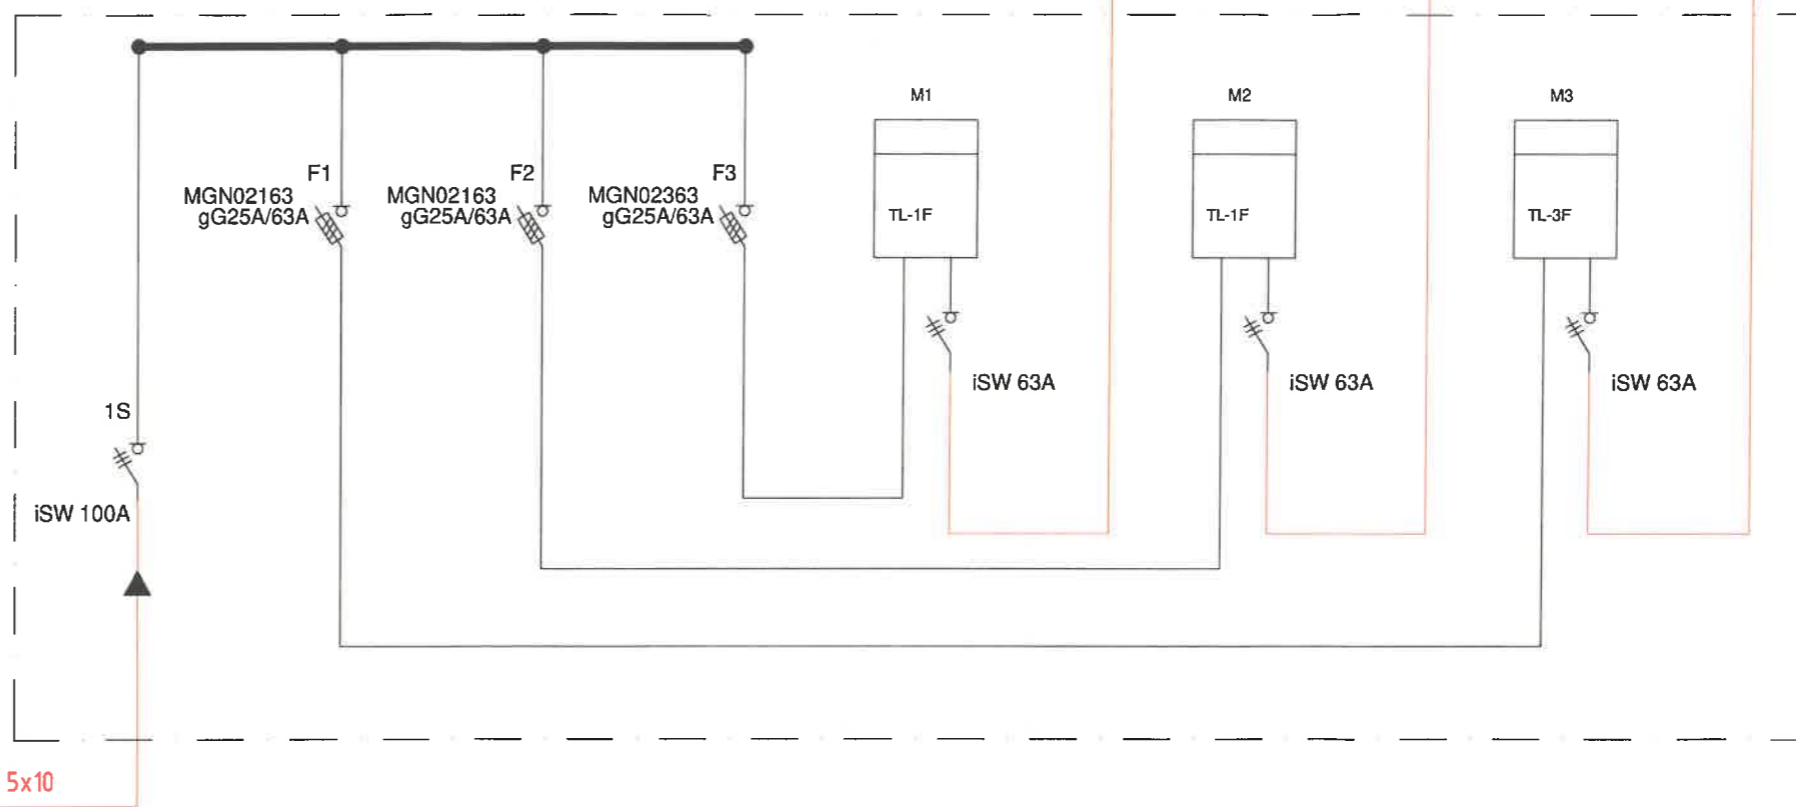 M1
M2
M3
F1
MGN02163
gG25A/63A
F2
MGN02163
gG25A/63A
F3
MGN02363
gG25A/63A
TL-1F
TL-1F
TL-3F
iSW 63A
iSW 63A
iSW 63A
1S
iSW 100A
5x10